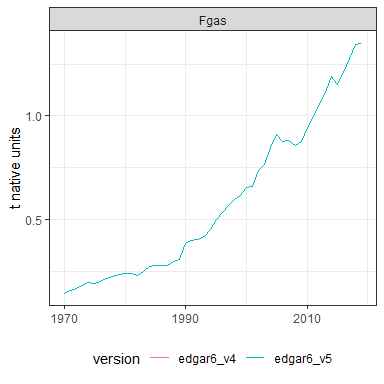 Fgas
1.0
0.5
t native units
1970
1990
2010
version edgar6_v4 edgar6_v5